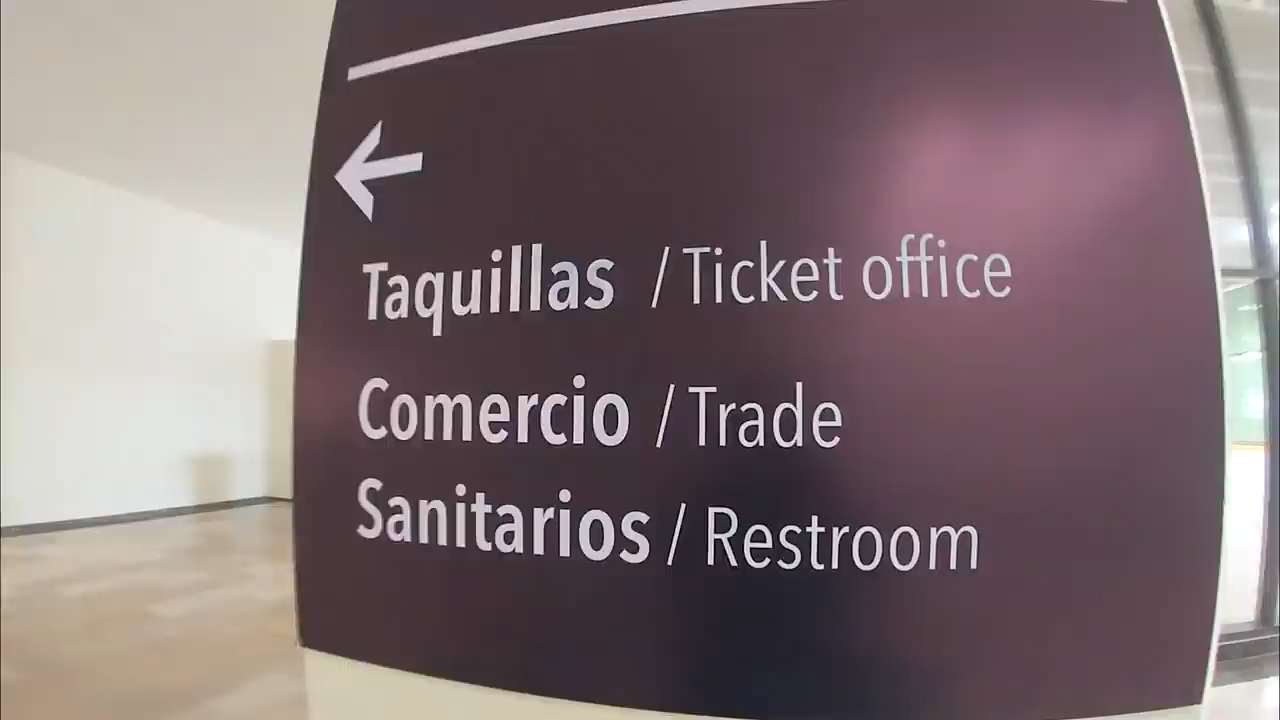 Taquillas / Ticket office
Comercio / Trade
Sanitarios / Restroom